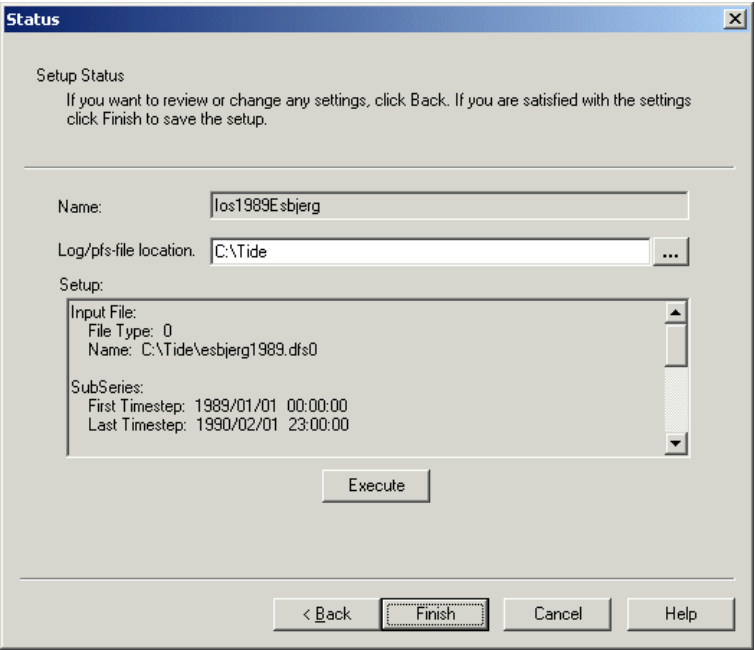 Status
Setup Status
If you want to review or change any settings, click Back. If you are satisfied with the settings
click Finish to save the setup.
Name: Ios1989Esbjerg
Log/pfs-file location. C:\Tide ...
Setup:
Input File:
File Type: 0
Name: C:\Tide\esbjerg1989.dfs0
SubSeries:
First Timestep: 1989/01/01 00:00:00
Last Timestep: 1990/02/01 23:00:00
Execute
< Back Finish Cancel Help